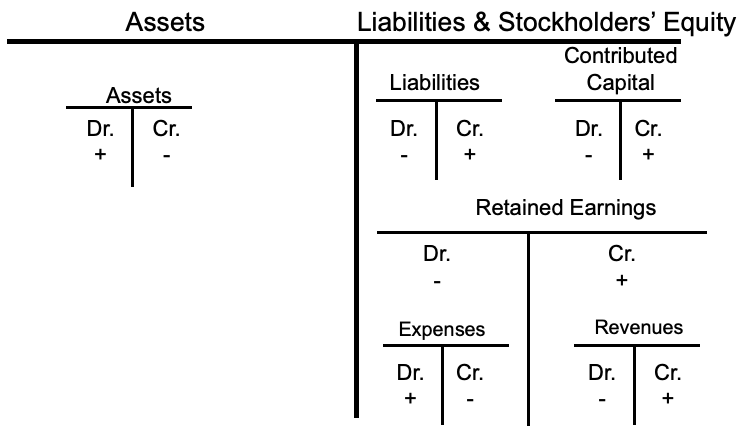 Assets
Liabilities & Stockholders' Equity
Assets
Dr. Cr.
+ -
Liabilities
Dr. Cr.
- +
Contributed
Capital
Dr. Cr.
- +
Retained Earnings
Dr. Cr.
- +
Expenses
Dr. Cr.
+ -
Revenues
Dr. Cr.
- +